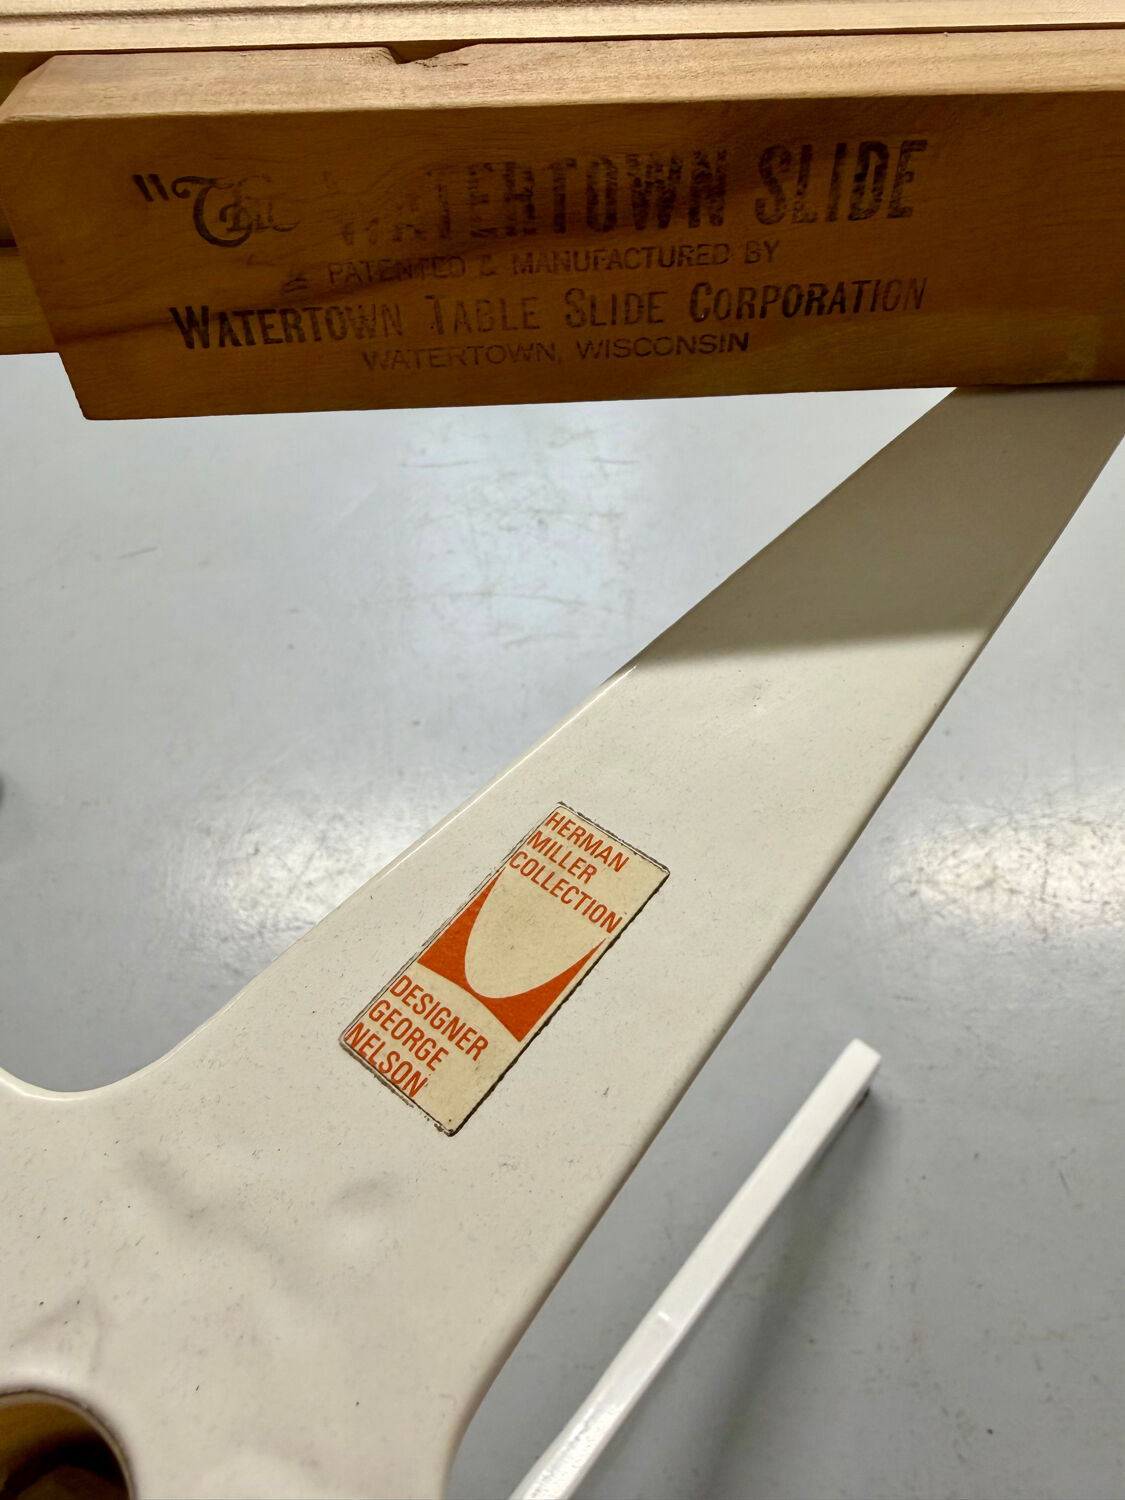 "The WATERTOWN SLIDE
PATENTED & MANUFACTURED BY
WATERTOWN TABLE SLIDE CORPORATION
WATERTOWN, WISCONSIN
HERMAN
MILLER
COLLECTION
DESIGNER
GEORGE
NELSON